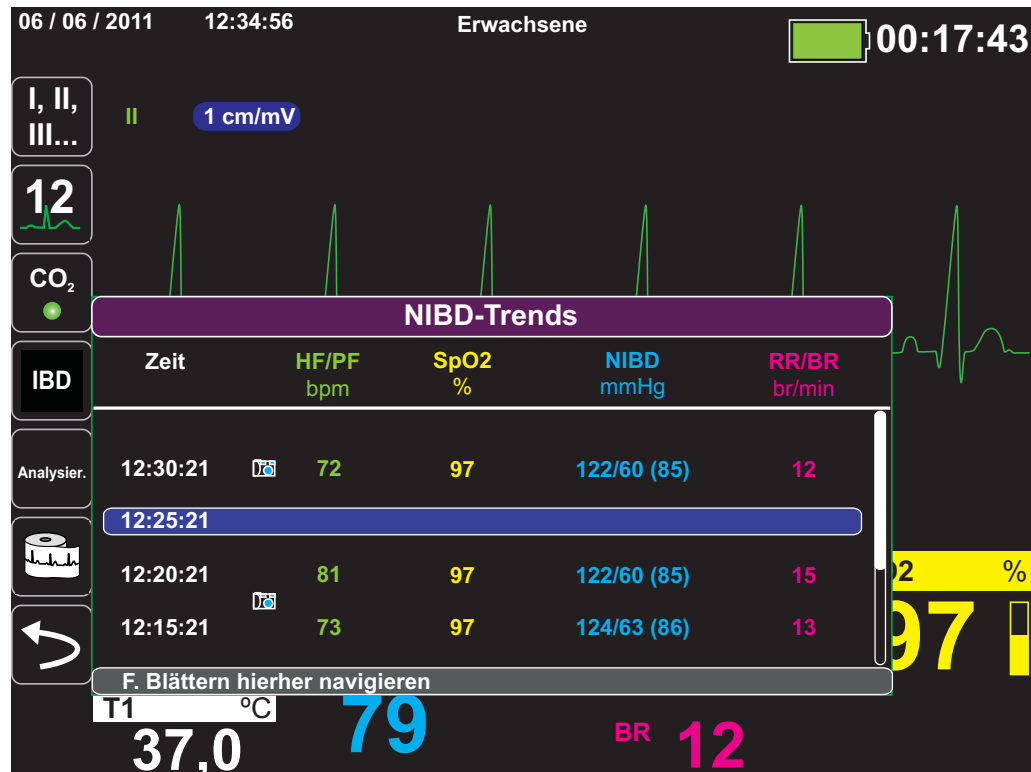 06 / 06 / 2011 12:34:56 Erwachsene 00:17:43
I, II,
III...
II 1 cm/mV
12
CO₂
NIBD-Trends
IBD
Zeit HF/PF SpO2 NIBD RR/BR
bpm % mmHg br/min
Analysier.
12:30:21 72 97 122/60 (85) 12
12:25:21
12:20:21 81 97 122/60 (85) 15
12:15:21 73 97 124/63 (86) 13
F. Blättern hierher navigieren
2 %
97
T1 ºC
37,0
79
BR 12